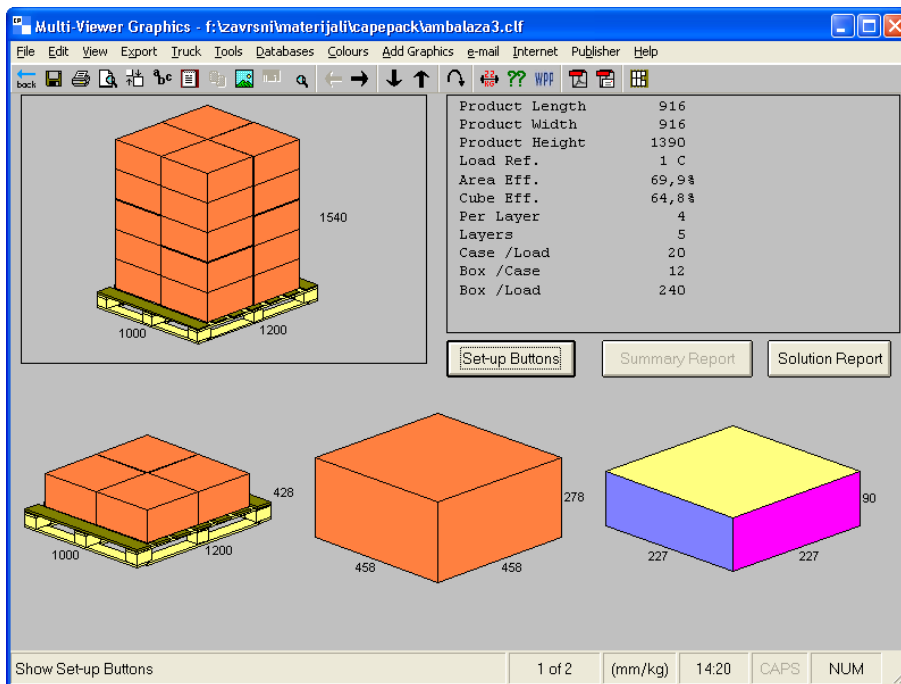 Multi-Viewer Graphics - f:\zavrsni\materijali\capepack\ambalaza3.clf
File Edit View Export Truck Tools Databases Colours Add Graphics e-mail Internet Publisher Help
back abc ?? WPP
Product Length 916
Product Width 916
Product Height 1390
Load Ref. 1 C
Area Eff. 69,9%
Cube Eff. 64,8%
Per Layer 4
Layers 5
Case /Load 20
Box /Case 12
Box /Load 240
1540
1000 1200
Set-up Buttons Summary Report Solution Report
428
1000 1200
278
458 458
90
227 227
Show Set-up Buttons 1 of 2 (mm/kg) 14:20 CAPS NUM